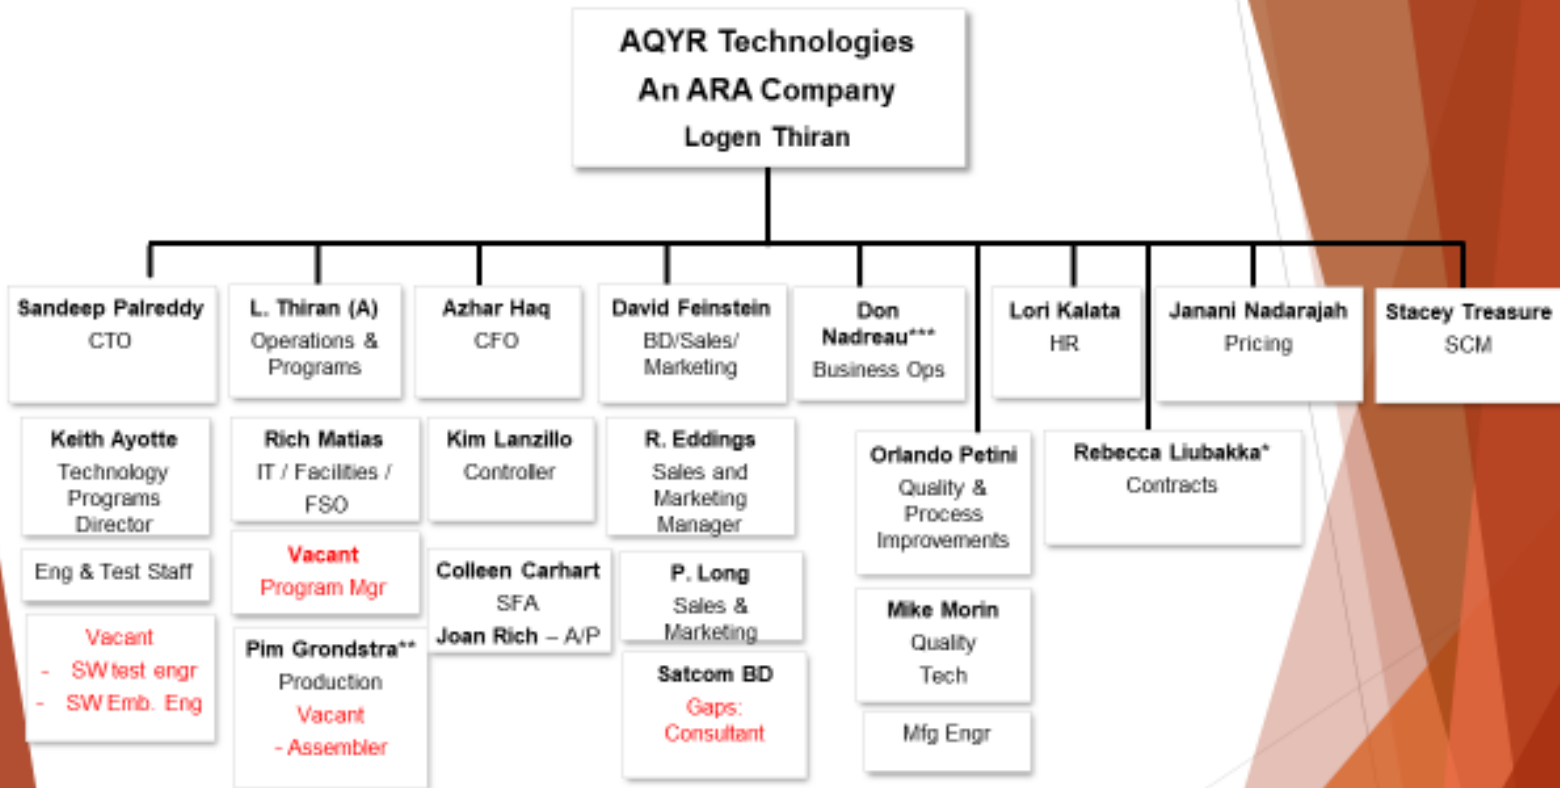 AQYR Technologies
An ARA Company
Logen Thiran
Sandeep Palreddy
CTO
L. Thiran (A)
Operations &
Programs
Azhar Haq
CFO
David Feinstein
BD/Sales/
Marketing
Don
Nadreau***
Business Ops
Lori Kalata
HR
Janani Nadarajah
Pricing
Stacey Treasure
SCM
Keith Ayotte
Technology
Programs
Director
Eng & Test Staff
Vacant
- SW test engr
- SW Emb. Eng
Rich Matias
IT / Facilities /
FSO
Vacant
Program Mgr
Pim Grondstra**
Production
Vacant
- Assembler
Kim Lanzillo
Controller
Colleen Carhart
SFA
Joan Rich – A/P
R. Eddings
Sales and
Marketing
Manager
P. Long
Sales &
Marketing
Satcom BD
Gaps:
Consultant
Orlando Petini
Quality &
Process
Improvements
Mike Morin
Quality
Tech
Mfg Engr
Rebecca Liubakka*
Contracts